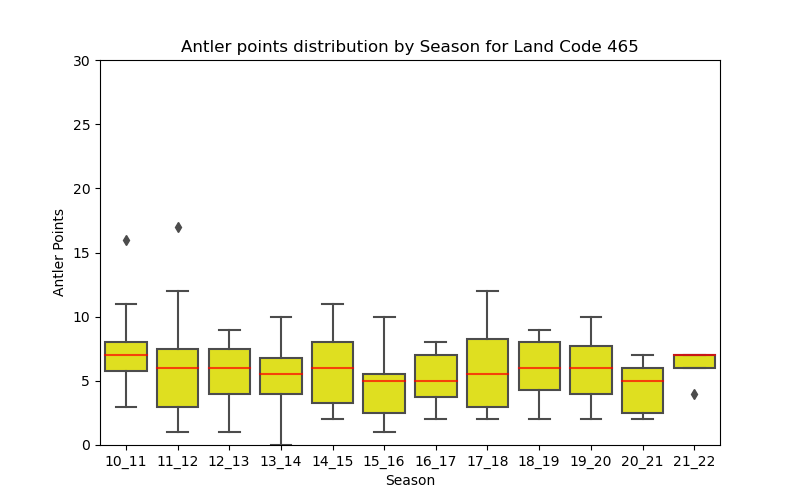 Antler points distribution by Season for Land Code 465
30
25
20
15
10
5
0
Antler Points
10_11 11_12 12_13 13_14 14_15 15_16 16_17 17_18 18_19 19_20 20_21 21_22
Season